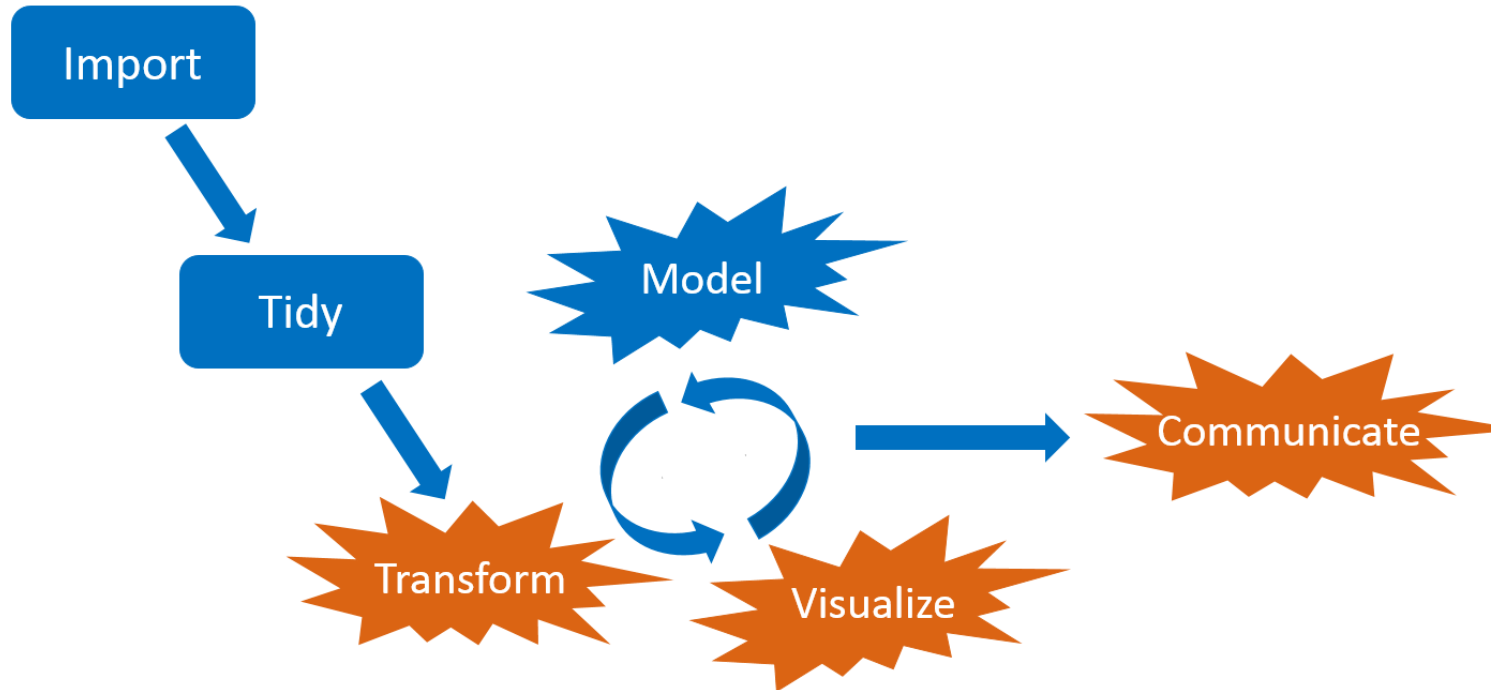 Import
Tidy
Model
Communicate
Transform
Visualize